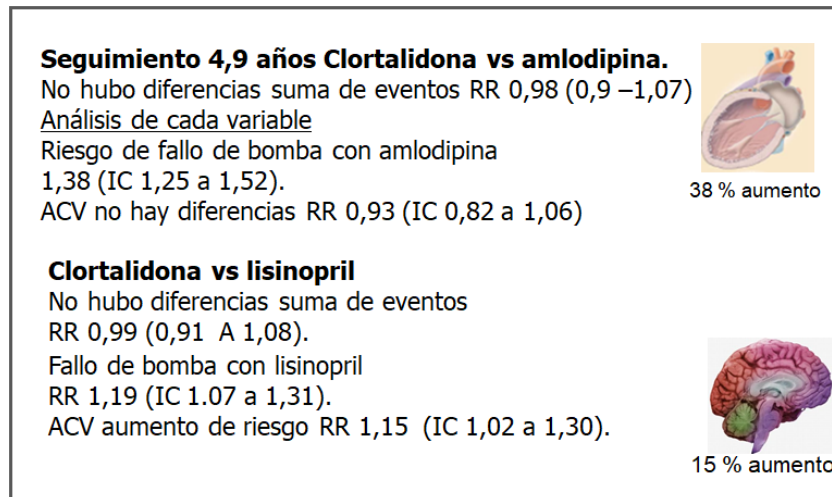 Seguimiento 4,9 años Clortalidona vs amlodipina.
No hubo diferencias suma de eventos RR 0,98 (0,9 –1,07)
Análisis de cada variable
Riesgo de fallo de bomba con amlodipina
1,38 (IC 1,25 a 1,52).
38 % aumento
ACV no hay diferencias RR 0,93 (IC 0,82 a 1,06)
Clortalidona vs lisinopril
No hubo diferencias suma de eventos
RR 0,99 (0,91 A 1,08).
Fallo de bomba con lisinopril
RR 1,19 (IC 1.07 a 1,31).
ACV aumento de riesgo RR 1,15 (IC 1,02 a 1,30).
15 % aumento